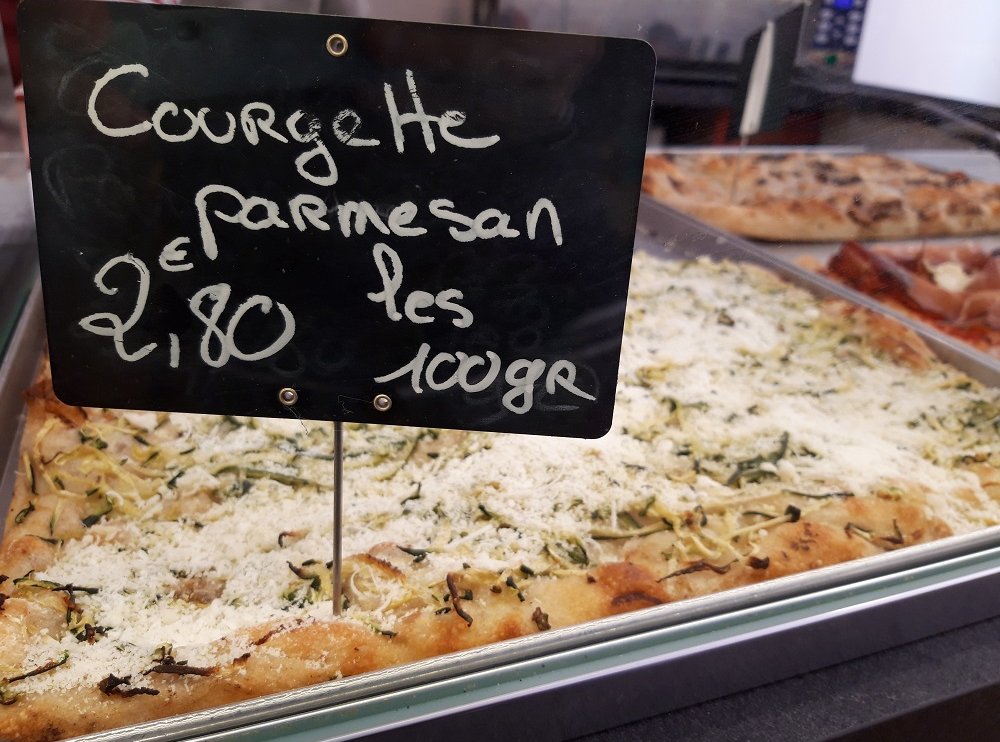 Courgette
parmesan
2,80 € les
100gr